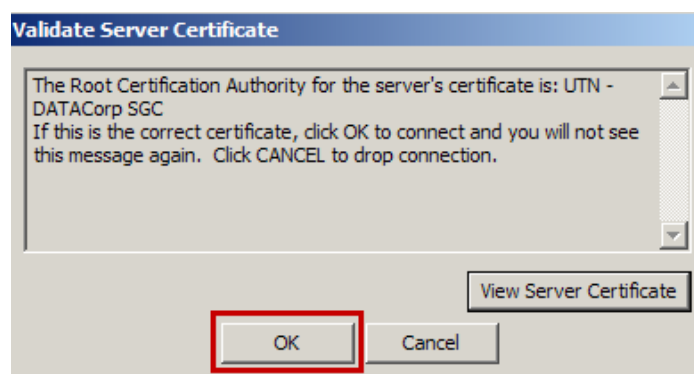 Validate Server Certificate
The Root Certification Authority for the server's certificate is: UTN -
DATACorp SGC
If this is the correct certificate, click OK to connect and you will not see
this message again.  Click CANCEL to drop connection.
View Server Certificate
OK
Cancel